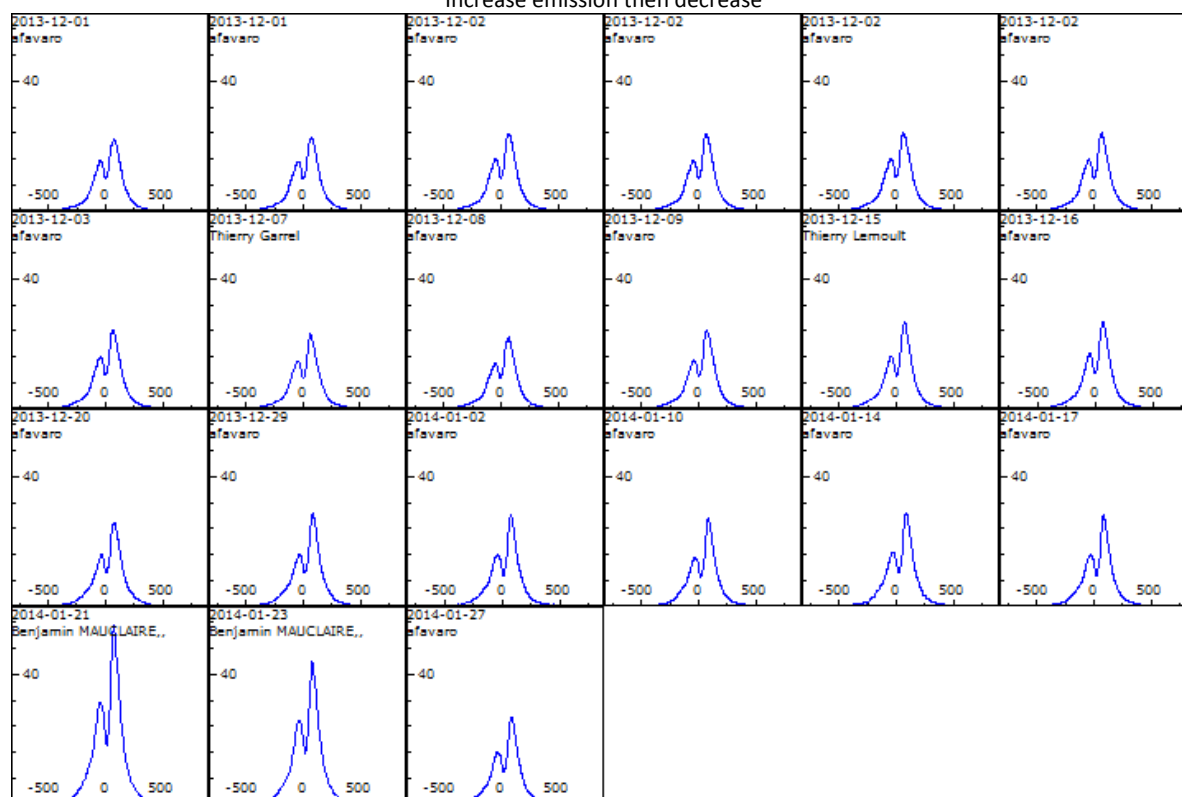 increase emission then decrease
2013-12-01
afavaro
40
-500 0 500
2013-12-01
afavaro
40
-500 0 500
2013-12-02
afavaro
40
-500 0 500
2013-12-02
afavaro
40
-500 0 500
2013-12-02
afavaro
40
-500 0 500
2013-12-02
afavaro
40
-500 0 500
2013-12-03
afavaro
40
-500 0 500
2013-12-07
Thierry Garrel
40
-500 0 500
2013-12-08
afavaro
40
-500 0 500
2013-12-09
afavaro
40
-500 0 500
2013-12-15
Thierry Lemoult
40
-500 0 500
2013-12-16
afavaro
40
-500 0 500
2013-12-20
afavaro
40
-500 0 500
2013-12-29
afavaro
40
-500 0 500
2014-01-02
afavaro
40
-500 0 500
2014-01-10
afavaro
40
-500 0 500
2014-01-14
afavaro
40
-500 0 500
2014-01-17
afavaro
40
-500 0 500
2014-01-21
Benjamin MAUCLAIRE,,
40
-500 0 500
2014-01-23
Benjamin MAUCLAIRE,,
40
-500 0 500
2014-01-27
afavaro
40
-500 0 500